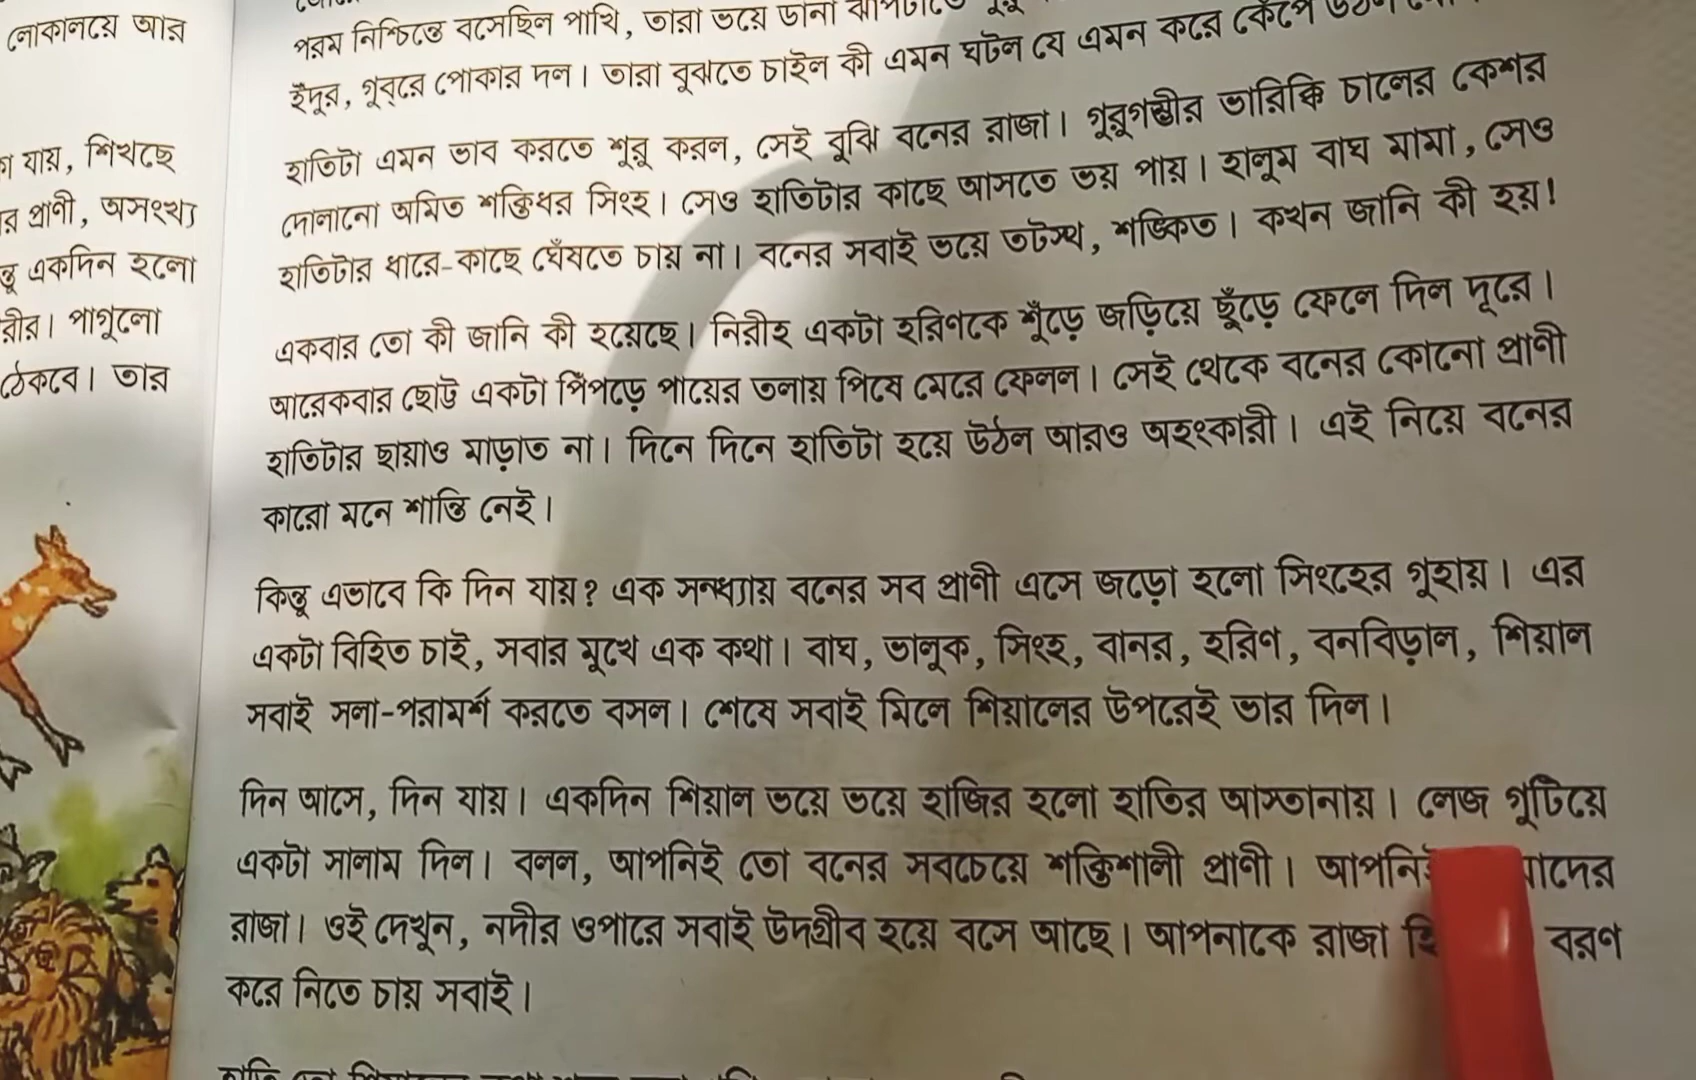 লোকালয়ে আর
যায়, শিখছে
প্রাণী, অসংখ্য
একদিন হলো
পাগুলো
ঠেকবে। তার
পরম নিশ্চিন্তে বসেছিল পাখি, তারা ভয়ে ডানা
ইঁদুর, গুব্‌রে পোকার দল। তারা বুঝতে চাইল কী এমন ঘটল যে এমন করে কেঁপে
হাতিটা এমন ভাব করতে শুরু করল, সেই বুঝি বনের রাজা। গুরুগম্ভীর ভারিক্কি চালের কেশর
দোলানো অমিত শক্তিধর সিংহ। সেও হাতিটার কাছে আসতে ভয় পায়। হালুম বাঘ মামা, সেও
হাতিটার ধারে-কাছে ঘেঁষতে চায় না। বনের সবাই ভয়ে তটস্থ, শঙ্কিত। কখন জানি কী হয়!
একবার তো কী জানি কী হয়েছে। নিরীহ একটা হরিণকে শুঁড়ে জড়িয়ে ছুঁড়ে ফেলে দিল দূরে।
আরেকবার ছোট্ট একটা পিঁপড়ে পায়ের তলায় পিষে মেরে ফেলল। সেই থেকে বনের কোনো প্রাণী
হাতিটার ছায়াও মাড়াত না। দিনে দিনে হাতিটা হয়ে উঠল আরও অহংকারী। এই নিয়ে বনের
কারো মনে শান্তি নেই।
কিন্তু এভাবে কি দিন যায়? এক সন্ধ্যায় বনের সব প্রাণী এসে জড়ো হলো সিংহের গুহায়। এর
একটা বিহিত চাই, সবার মুখে এক কথা। বাঘ, ভালুক, সিংহ, বানর, হরিণ, বনবিড়াল, শিয়াল
সবাই সলা-পরামর্শ করতে বসল। শেষে সবাই মিলে শিয়ালের উপরেই ভার দিল।
দিন আসে, দিন যায়। একদিন শিয়াল ভয়ে ভয়ে হাজির হলো হাতির আস্তানায়। লেজ গুটিয়ে
একটা সালাম দিল। বলল, আপনিই তো বনের সবচেয়ে শক্তিশালী প্রাণী।
রাজা। ওই দেখুন, নদীর ওপারে সবাই উদগ্রীব হয়ে বসে আছে। আপনাকে রাজা বরণ
করে নিতে চায় সবাই।